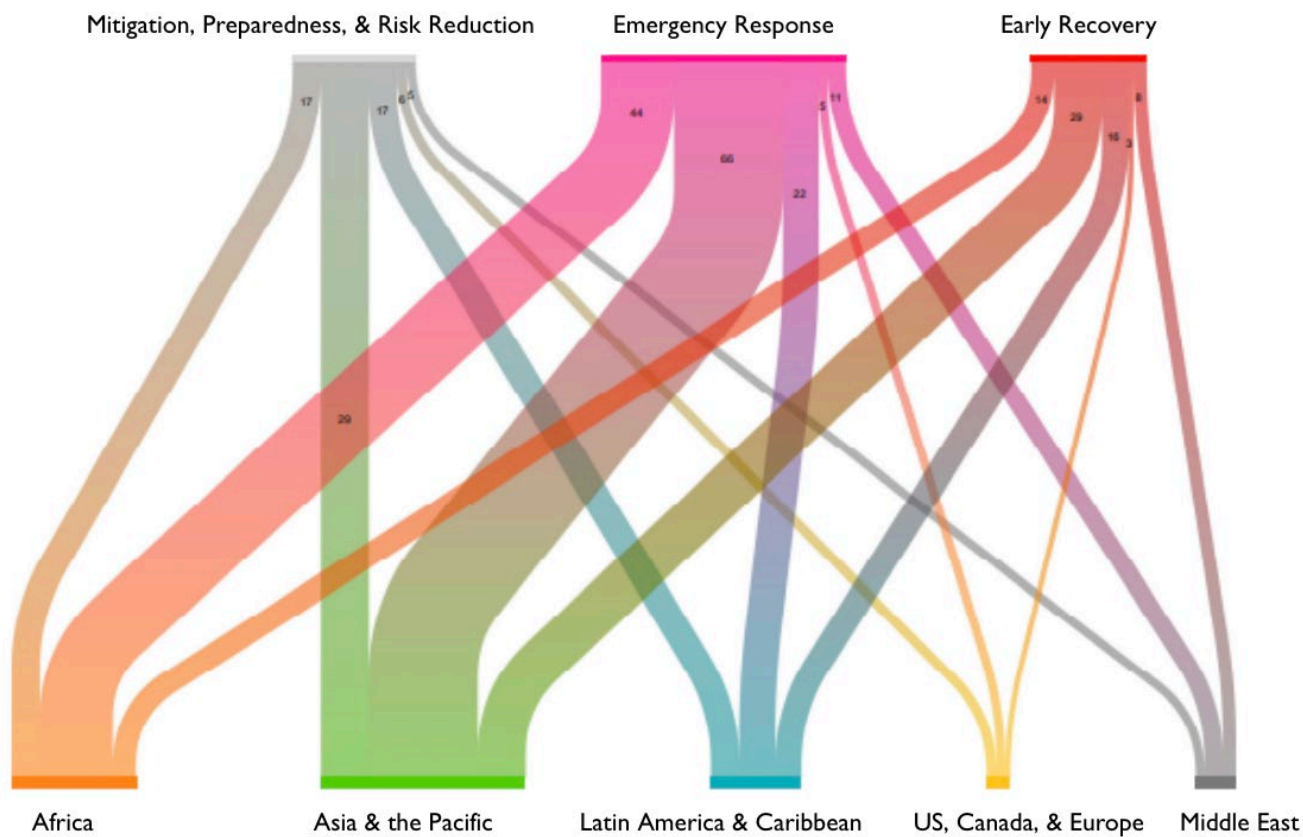 Mitigation, Preparedness, & Risk Reduction
Emergency Response
Early Recovery
17
17
6
5
44
66
22
5
11
14
29
16
3
8
29
Africa
Asia & the Pacific
Latin America & Caribbean
US, Canada, & Europe
Middle East